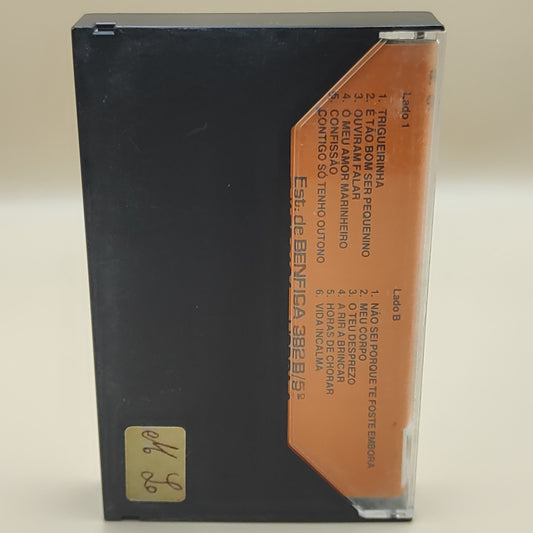 Lado 1
1. TRIGUEIRINHA
2. É TÃO BOM SER PEQUENINO
3. OUVIRAM FALAR
4. Ó MEU AMOR MARINHEIRO
5. CONFISSÃO
CONTIGO SÓ TENHO OUTONO
Lado B
1. NÃO SEI PORQUE TE FOSTE EMBORA
2. MEU CORPO
3. O TEU DESPREZO
4. A RIR A BRINCAR
5. HORAS DE CHORAR
6. VIDA INCALMA
Est. de BENFICA 382 B/5º